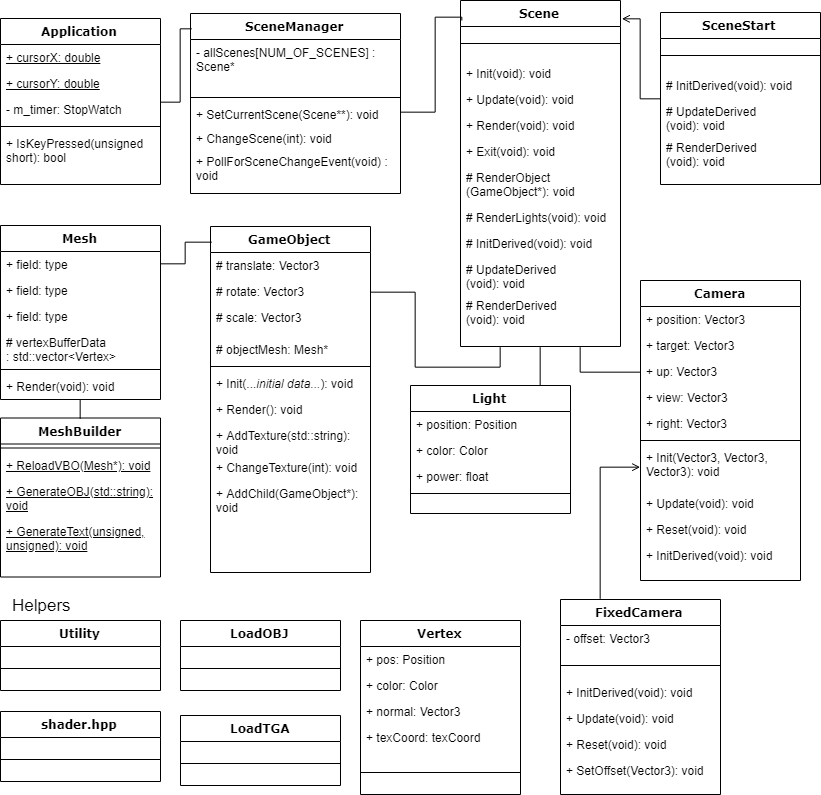 Application
+ cursorX: double
+ cursorY: double
- m_timer: StopWatch
+ IsKeyPressed(unsigned
short): bool
SceneManager
- allScenes[NUM_OF_SCENES] :
Scene*
+ SetCurrentScene(Scene**): void
+ ChangeScene(int): void
+ PollForSceneChangeEvent(void) :
void
Scene
+ Init(void): void
+ Update(void): void
+ Render(void): void
+ Exit(void): void
# RenderObject
(GameObject*): void
# RenderLights(void): void
# InitDerived(void): void
# UpdateDerived
(void): void
# RenderDerived
(void): void
SceneStart
# InitDerived(void): void
# UpdateDerived
(void): void
# RenderDerived
(void): void
Mesh
+ field: type
+ field: type
+ field: type
# vertexBufferData
: std::vector<Vertex>
+ Render(void): void
MeshBuilder
+ ReloadVBO(Mesh*): void
+ GenerateOBJ(std::string):
void
+ GenerateText(unsigned,
unsigned): void
GameObject
# translate: Vector3
# rotate: Vector3
# scale: Vector3
# objectMesh: Mesh*
+ Init(...initial data...): void
+ Render(): void
+ AddTexture(std::string):
void
+ ChangeTexture(int): void
+ AddChild(GameObject*):
void
Light
+ position: Position
+ color: Color
+ power: float
Camera
+ position: Vector3
+ target: Vector3
+ up: Vector3
+ view: Vector3
+ right: Vector3
+ Init(Vector3, Vector3,
Vector3): void
+ Update(void): void
+ Reset(void): void
+ InitDerived(void): void
FixedCamera
- offset: Vector3
+ InitDerived(void): void
+ Update(void): void
+ Reset(void): void
+ SetOffset(Vector3): void
Helpers
Utility
LoadOBJ
Vertex
+ pos: Position
+ color: Color
+ normal: Vector3
+ texCoord: texCoord
shader.hpp
LoadTGA